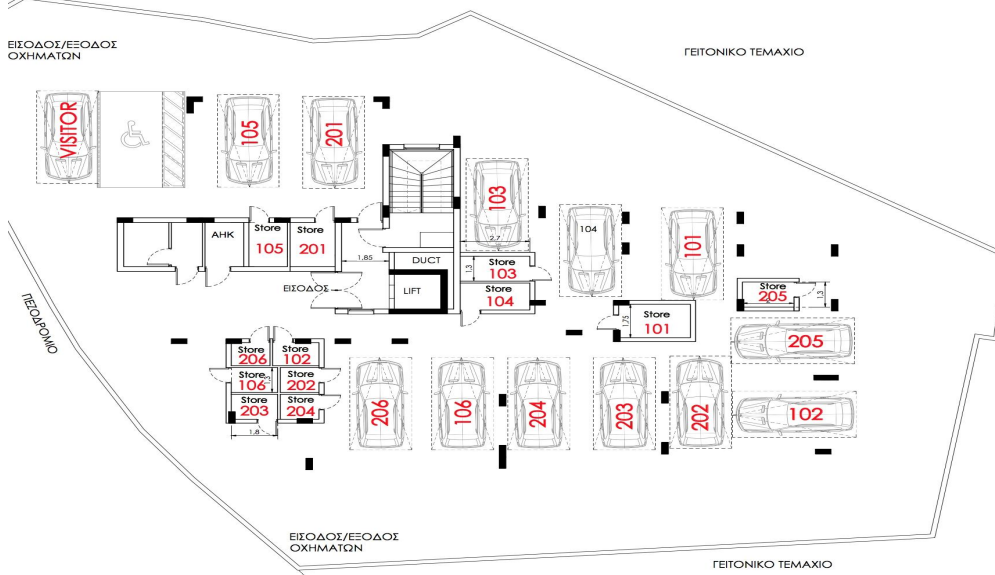 ΕΙΣΟΔΟΣ/ΕΞΟΔΟΣ
ΟΧΗΜΑΤΩΝ
ΓΕΙΤΟΝΙΚΟ ΤΕΜΑΧΙΟ
VISITOR
105
201
103
2.7
104
101
ΑΗΚ
Store
105
Store
201
1,85
DUCT
LIFT
ΕΙΣΟΔΟΣ
Store
103
1.3
Store
104
Store
101
1,75
Store
205
1.3
ΠΕΖΟΔΡΟΜΙΟ
Store
206
Store
102
Store
106
Store
202
Store
203
Store
204
1,8
206
106
204
203
202
205
102
ΕΙΣΟΔΟΣ/ΕΞΟΔΟΣ
ΟΧΗΜΑΤΩΝ
ΓΕΙΤΟΝΙΚΟ ΤΕΜΑΧΙΟ